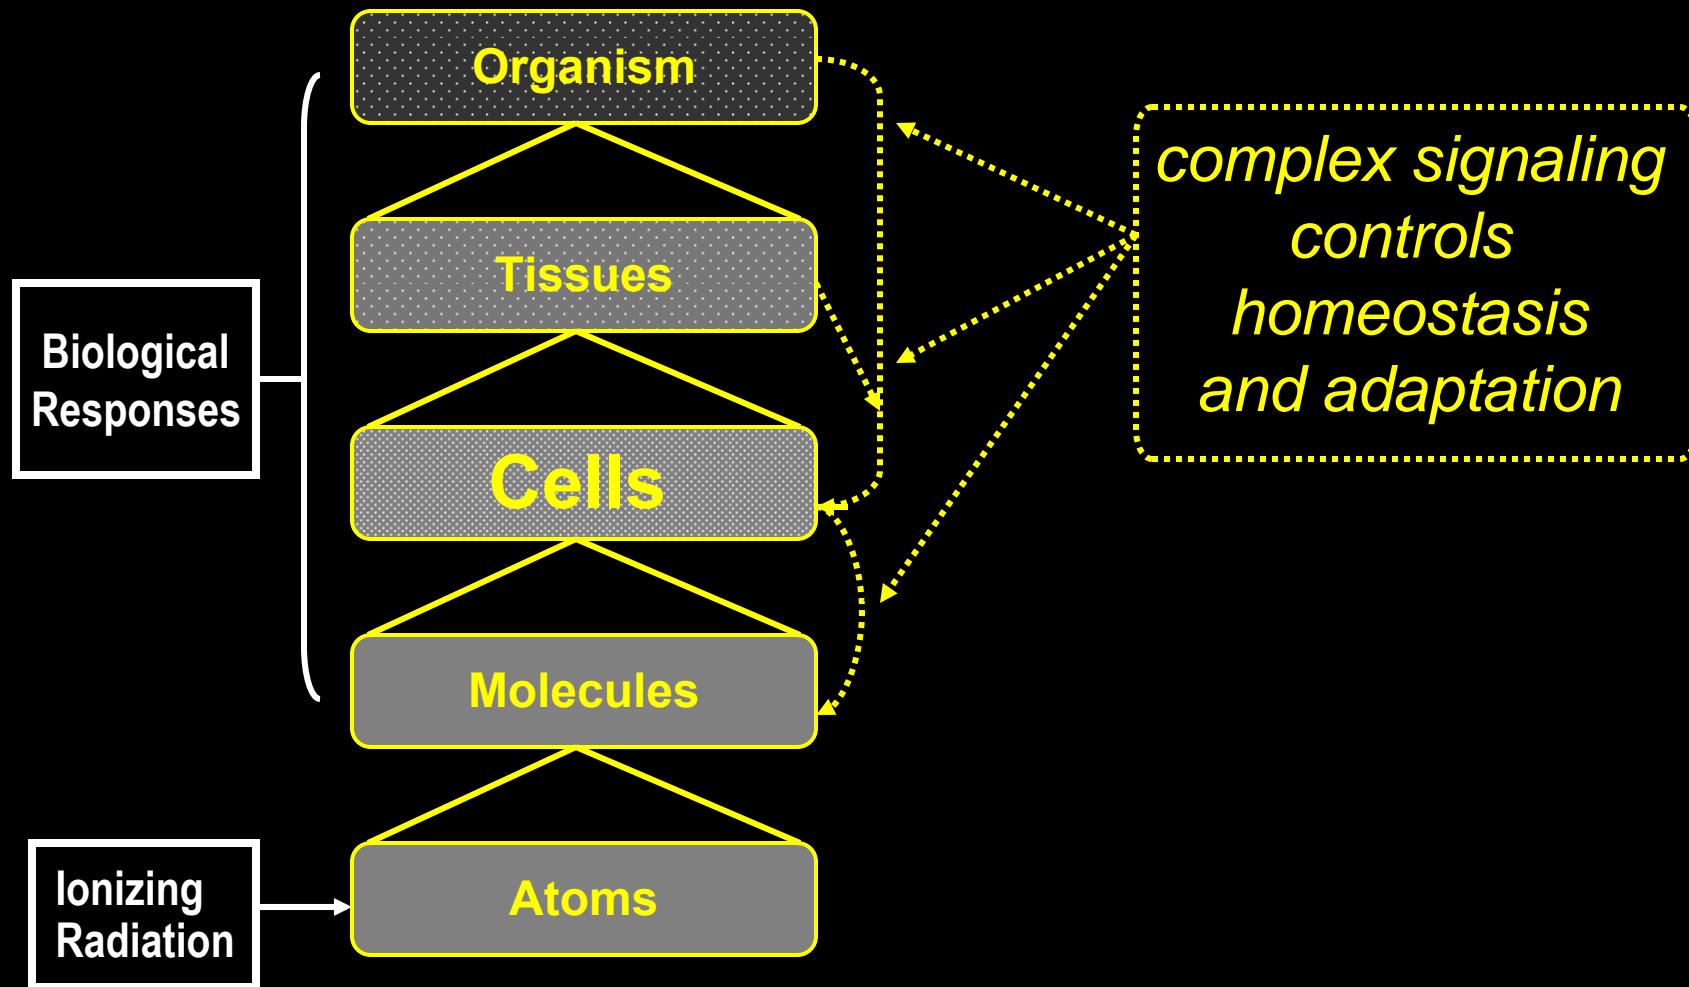 Organism
Tissues
Cells
Molecules
Atoms
Biological
Responses
Ionizing
Radiation
complex signaling
controls
homeostasis
and adaptation